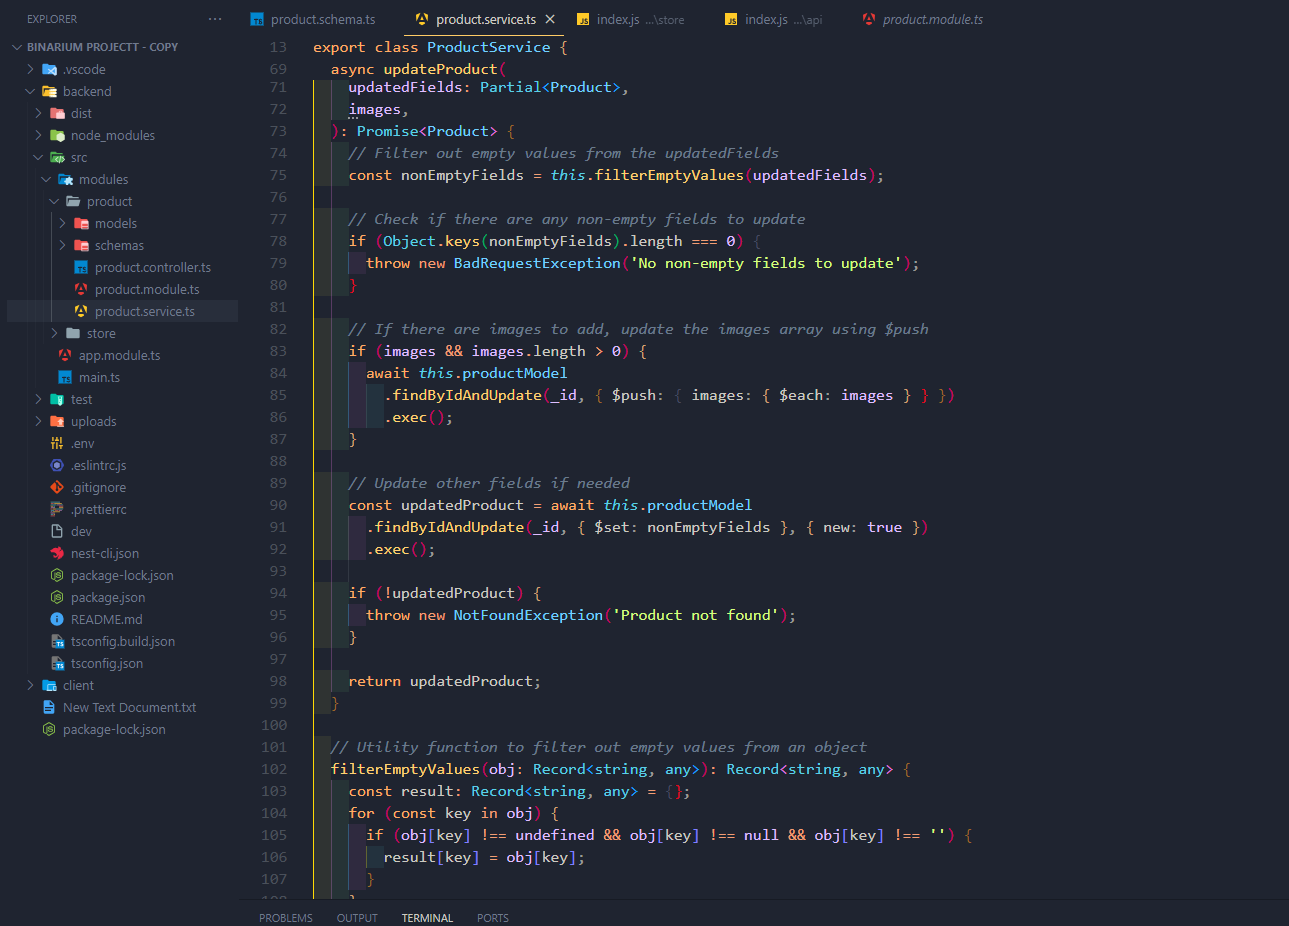 EXPLORER ...
BINARIUM PROJECTT - COPY
.vscode
backend
dist
node_modules
src
modules
product
models
schemas
product.controller.ts
product.module.ts
product.service.ts
store
app.module.ts
main.ts
test
uploads
.env
.eslintrc.js
.gitignore
.prettierrc
dev
nest-cli.json
package-lock.json
package.json
README.md
tsconfig.build.json
tsconfig.json
client
New Text Document.txt
package-lock.json
product.schema.ts product.service.ts index.js ...\store index.js ...\api product.module.ts
13 export class ProductService {
69 async updateProduct(
71 updatedFields: Partial<Product>,
72 images,
73 ): Promise<Product> {
74 // Filter out empty values from the updatedFields
75 const nonEmptyFields = this.filterEmptyValues(updatedFields);
76
77 // Check if there are any non-empty fields to update
78 if (Object.keys(nonEmptyFields).length === 0) {
79 throw new BadRequestException('No non-empty fields to update');
80 }
81
82 // If there are images to add, update the images array using $push
83 if (images && images.length > 0) {
84 await this.productModel
85 .findByIdAndUpdate(_id, { $push: { images: { $each: images } } })
86 .exec();
87 }
88
89 // Update other fields if needed
90 const updatedProduct = await this.productModel
91 .findByIdAndUpdate(_id, { $set: nonEmptyFields }, { new: true })
92 .exec();
93
94 if (!updatedProduct) {
95 throw new NotFoundException('Product not found');
96 }
97
98 return updatedProduct;
99 }
100
101 // Utility function to filter out empty values from an object
102 filterEmptyValues(obj: Record<string, any>): Record<string, any> {
103 const result: Record<string, any> = {};
104 for (const key in obj) {
105 if (obj[key] !== undefined && obj[key] !== null && obj[key] !== '') {
106 result[key] = obj[key];
107 }
PROBLEMS OUTPUT TERMINAL PORTS